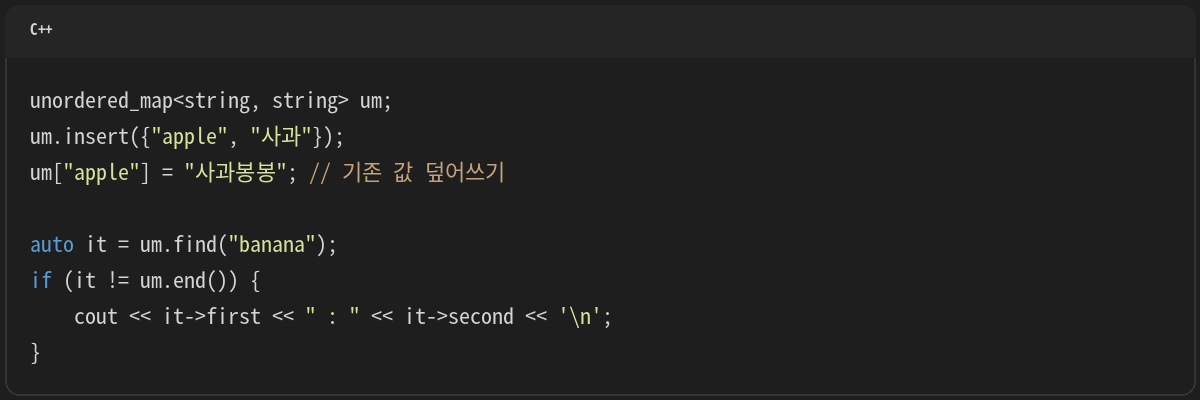 C++
unordered_map<string, string> um;
um.insert({"apple", "사과"});
um["apple"] = "사과봉봉"; // 기존 값 덮어쓰기
auto it = um.find("banana");
if (it != um.end()) {
    cout << it->first << " : " << it->second << '\n';
}